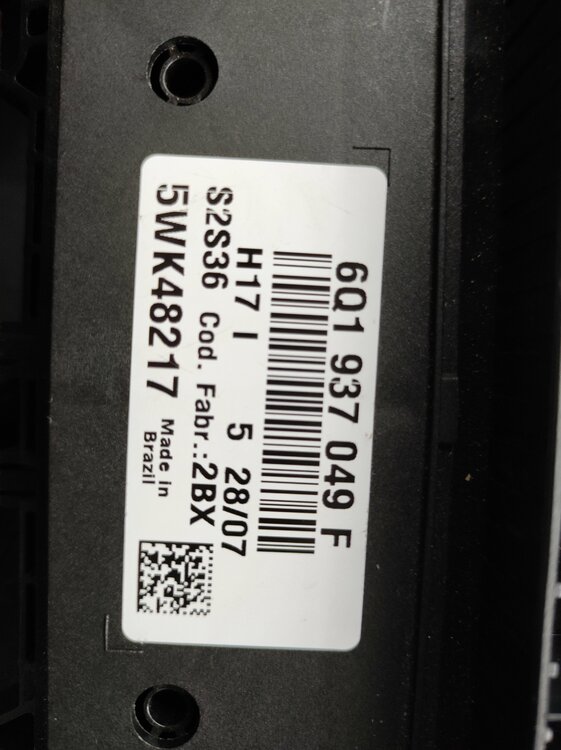 6Q1 937 049 F
H17 I 5 28/07
S2S36 Cod. Fabr.:2BX
5WK48217 Made in
Brazil